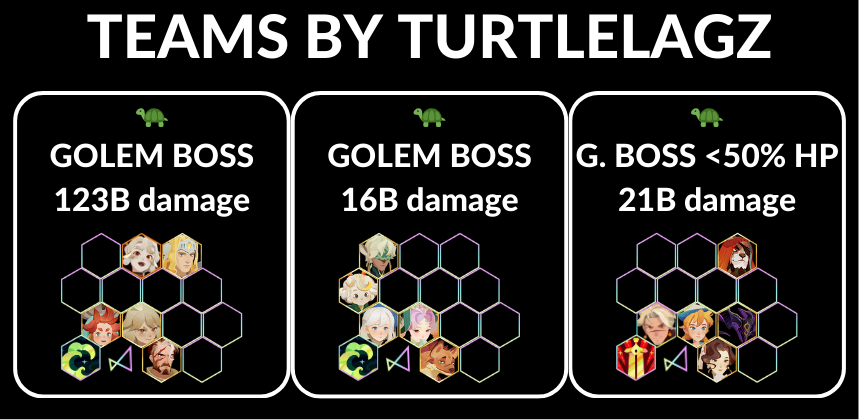 TEAMS BY TURTLELAGZ
GOLEM BOSS
123B damage
GOLEM BOSS
16B damage
G. BOSS <50% HP
21B damage